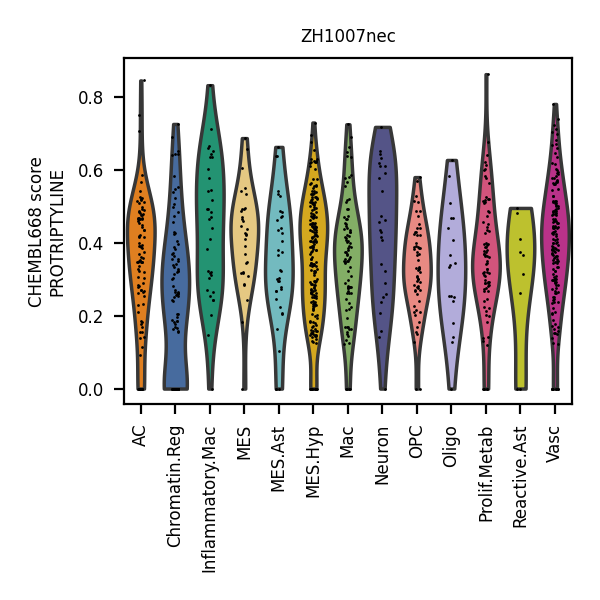 ZH1007nec
CHEMBL668 score
PROTRIPTYLINE
0.8
0.6
0.4
0.2
0.0
AC
Chromatin.Reg
Inflammatory.Mac
MES
MES.Ast
MES.Hyp
Mac
Neuron
OPC
Oligo
Prolif.Metab
Reactive.Ast
Vasc